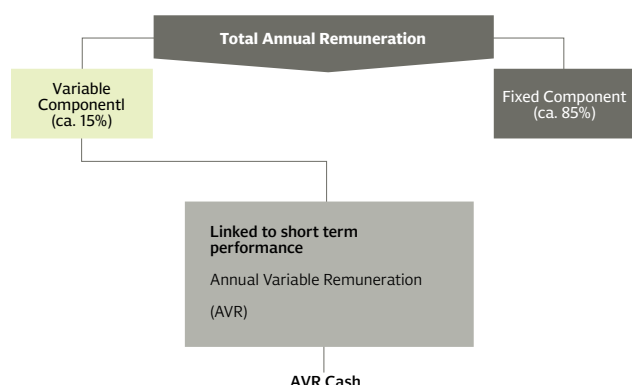 Total Annual Remuneration
Variable
Componentl
(ca. 15%)
Fixed Component
(ca. 85%)
Linked to short term
performance
Annual Variable Remuneration
(AVR)
AVR Cash